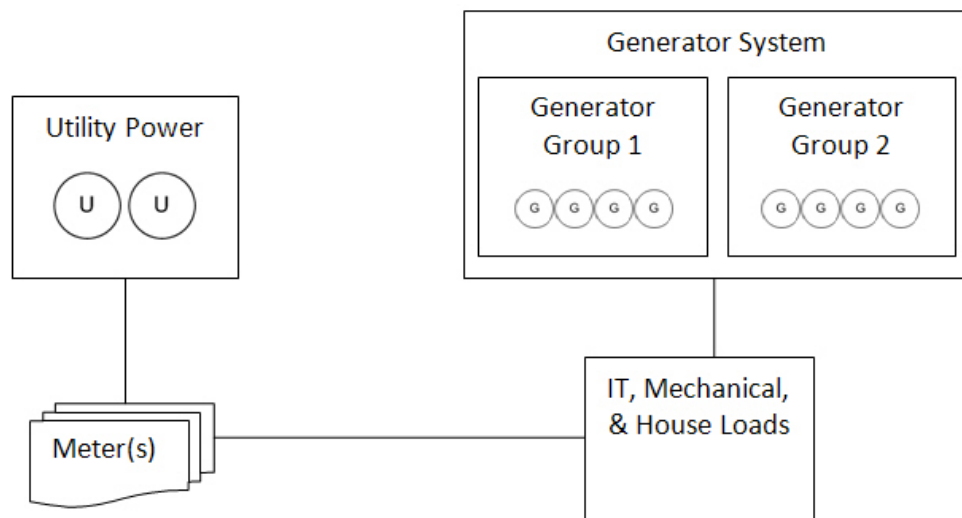 Generator System
Utility Power
U U
Generator
Group 1
G G G G
Generator
Group 2
G G G G
Meter(s)
IT, Mechanical,
& House Loads